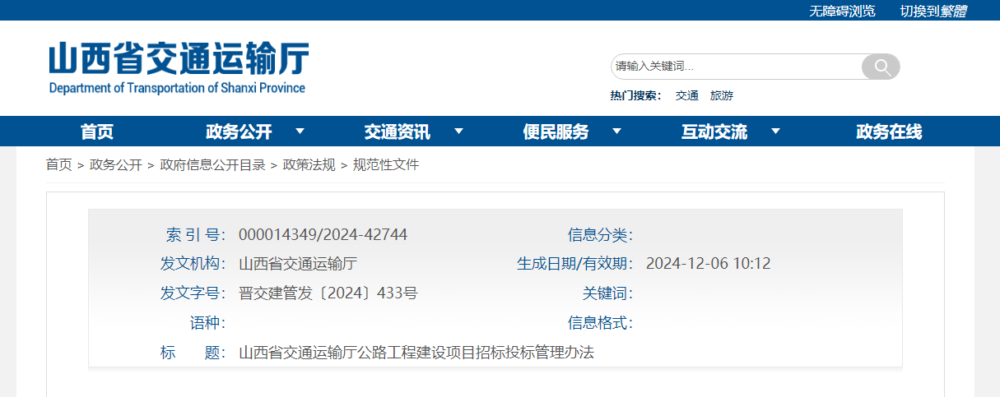 无障碍浏览 切换到繁體
山西省交通运输厅
Department of Transportation of Shanxi Province
请输入关键词...
热门搜索： 交通 旅游
首页 政务公开 交通资讯 便民服务 互动交流 政务在线
首页 > 政务公开 > 政府信息公开目录 > 政策法规 > 规范性文件
索 引 号： 000014349/2024-42744 信息分类：
发文机构： 山西省交通运输厅 生成日期/有效期： 2024-12-06 10:12
发文字号： 晋交建管发〔2024〕433号 关键词：
语种： 信息格式：
标 题： 山西省交通运输厅公路工程建设项目招标投标管理办法